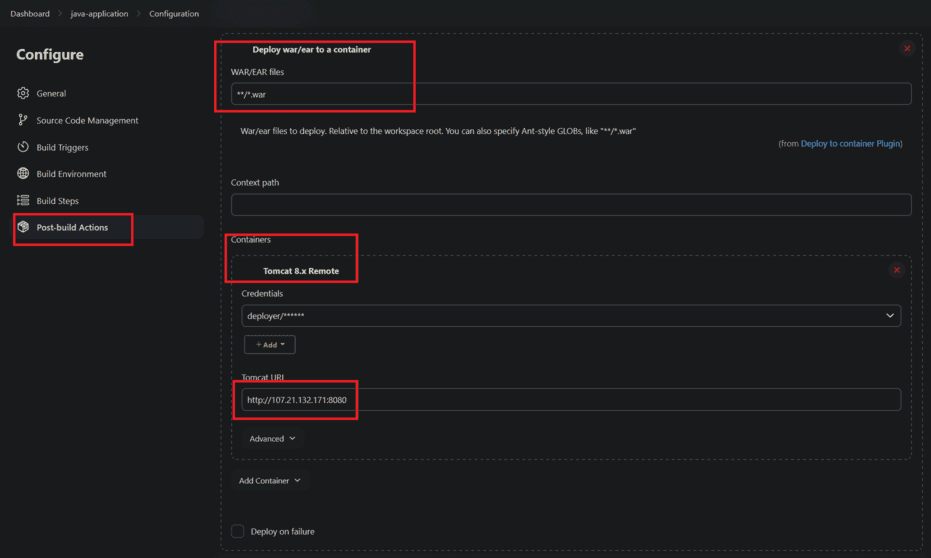 Dashboard > java-application > Configuration
Configure
General
Source Code Management
Build Triggers
Build Environment
Build Steps
Post-build Actions
Deploy war/ear to a container
WAR/EAR files
**/*.war
War/ear files to deploy. Relative to the workspace root. You can also specify Ant-style GLOBs, like "**/*.war"
(from Deploy to container Plugin)
Context path
Containers
Tomcat 8.x Remote
Credentials
deployer/******
+ Add
Tomcat URL
http://107.21.132.171:8080
Advanced
Add Container
Deploy on failure